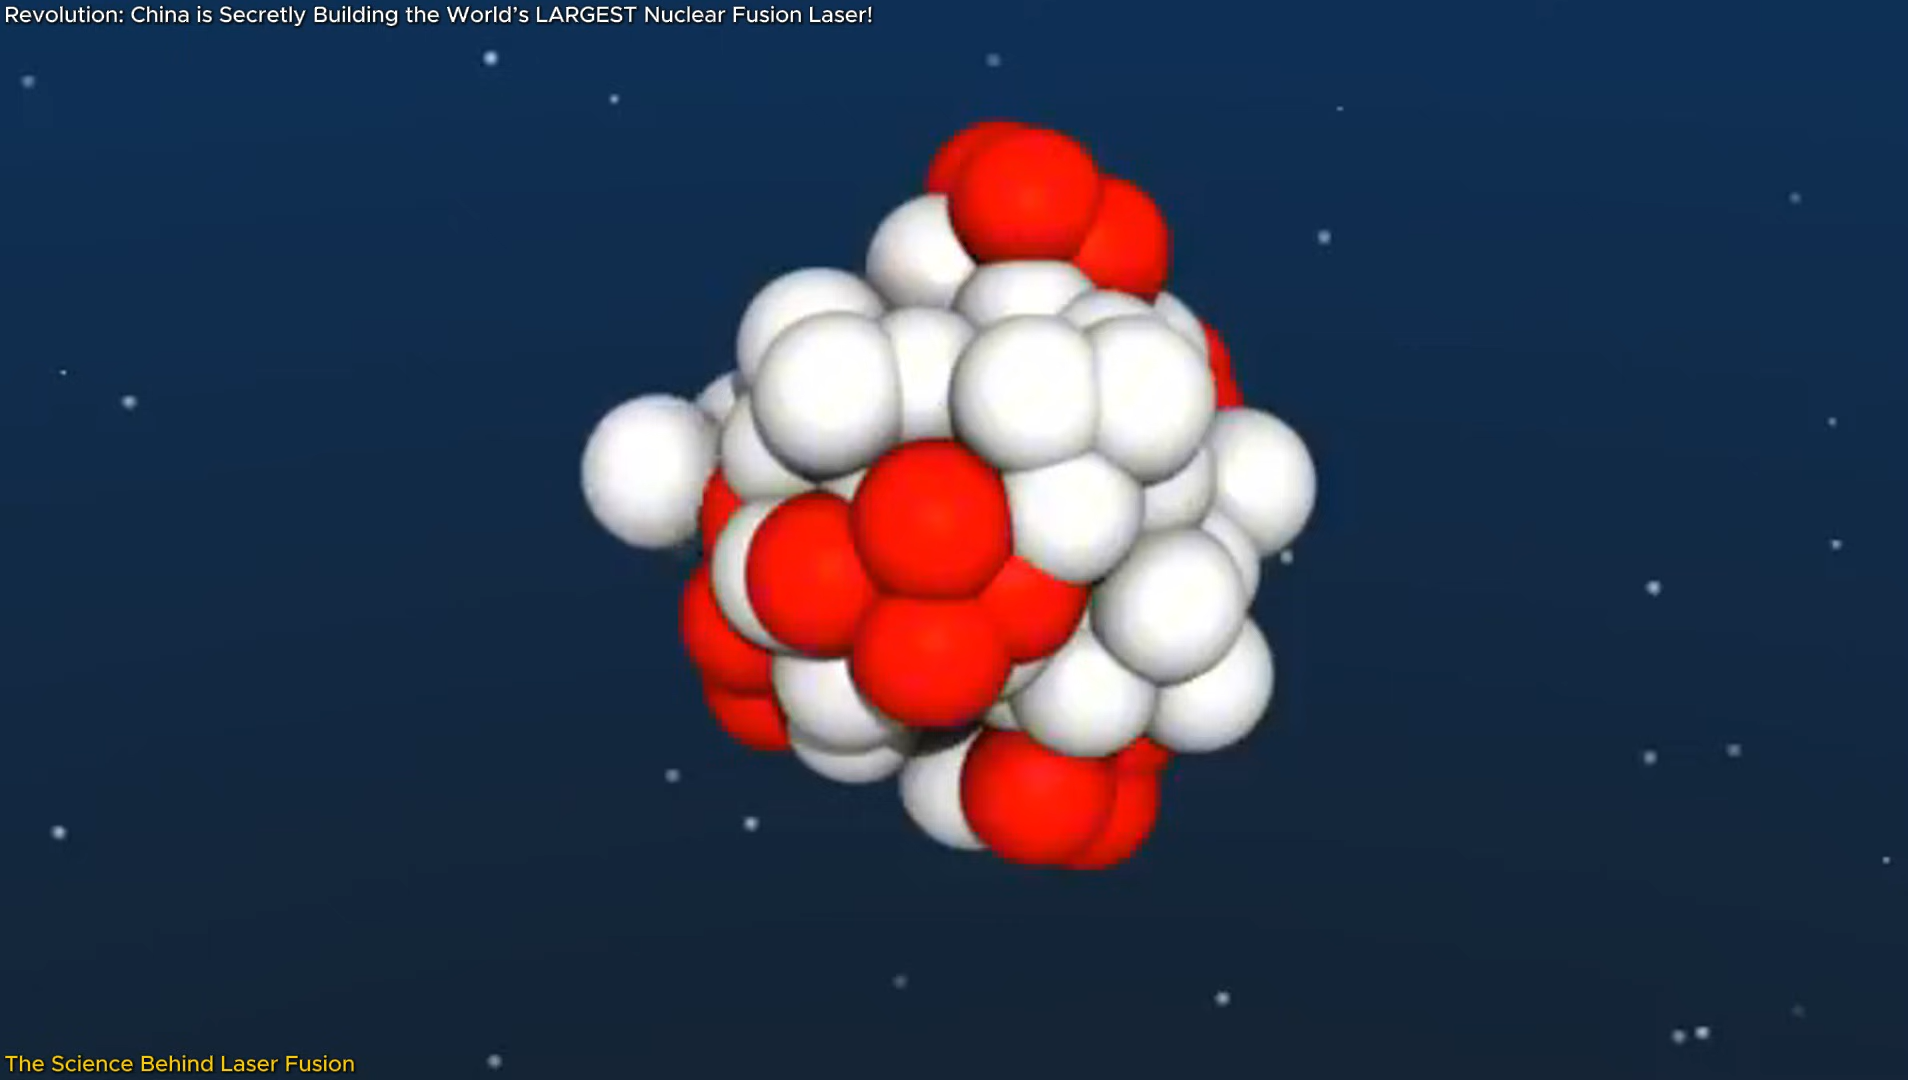 Revolution: China is Secretly Building the World’s LARGEST Nuclear Fusion Laser!
The Science Behind Laser Fusion